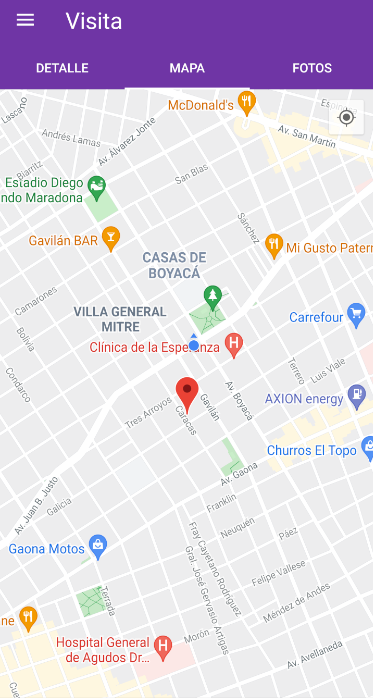 Visita
DETALLE
MAPA
FOTOS
Lascano
McDonald's
Av. San Martín
Andrés Lamas
Av. Álvarez Jonte
Biarritz
San Blas
Estadio Diego
ndo Maradona
Sánchez
Gavilán BAR
Mi Gusto Patern
CASAS DE
BOYACÁ
Camarones
VILLA GENERAL
MITRE
Carrefour
Bolivia
Clínica de la Esperanza
Condarco
Terrero
Luis Viale
Av. Boyacá
Gavilán
Caracas
Tres Arroyos
AXION energy
Churros El Topo
Av. Gaona
Av. Juan B. Justo
Galicia
Franklin
Neuquén
Páez
Gaona Motos
Fray Cayetano Rodríguez
Gral. José Gervasio Artigas
Felipe Vallese
Méndez de Andes
Terrada
ne
Morón
Av. Avellaneda
Hospital General
de Agudos Dr...